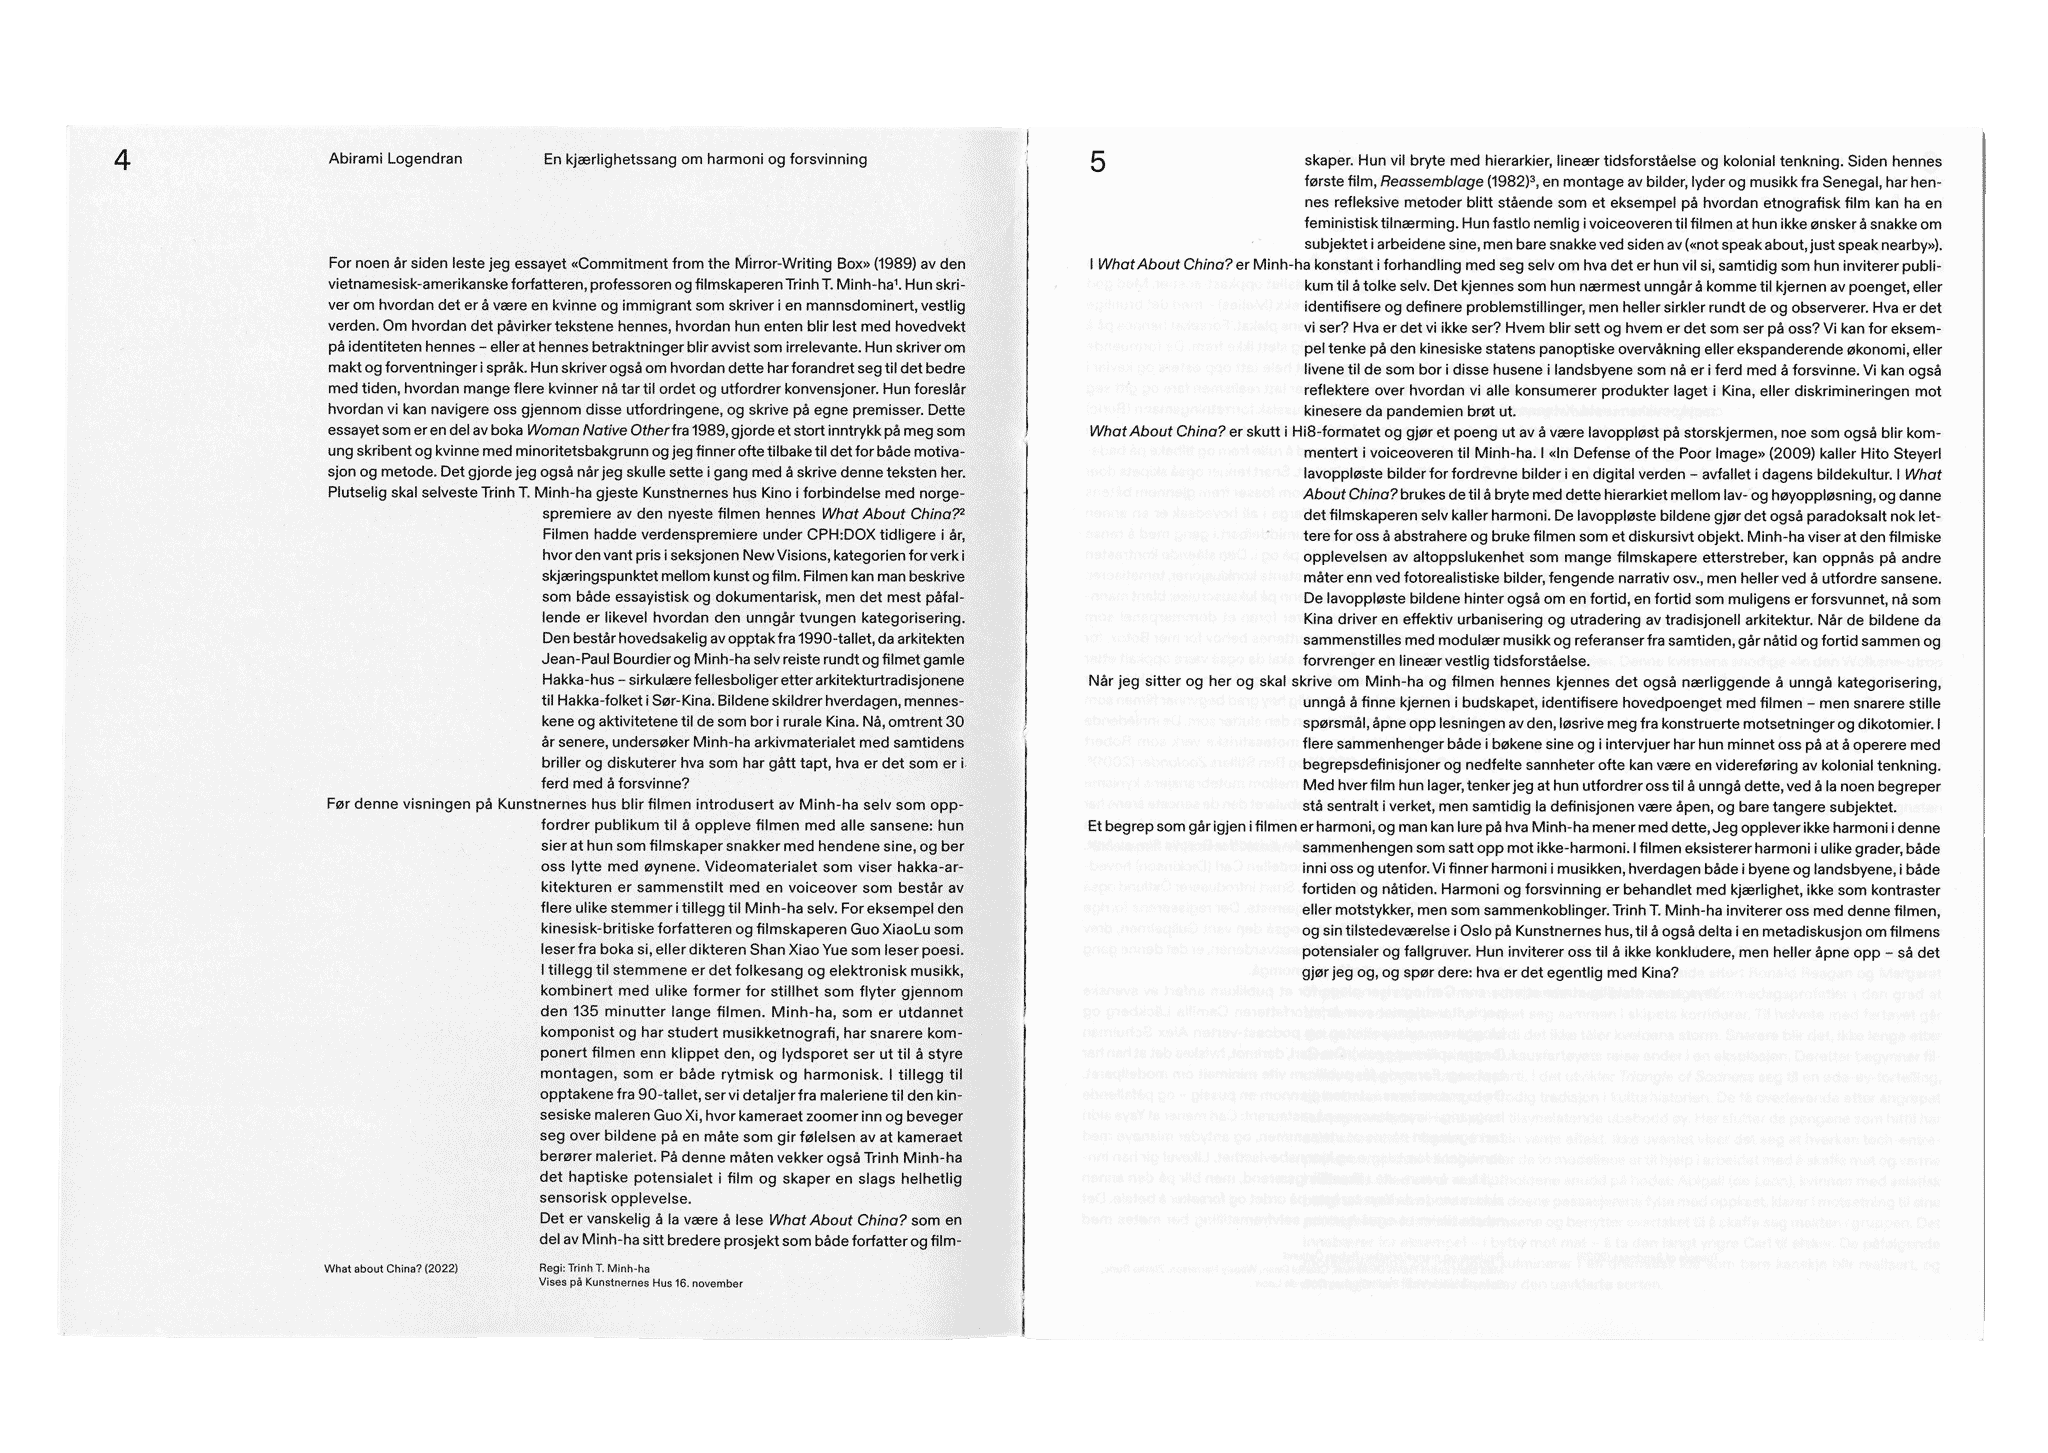 4
Abirami Logendran
En kjærlighetssang om harmoni og forsvinning
For noen år siden leste jeg essayet «Commitment from the Mirror-Writing Box» (1989) av den
vietnamesisk-amerikanske forfatteren, professoren og filmskaperen Trinh T. Minh-ha¹. Hun skri-
ver om hvordan det er å være en kvinne og immigrant som skriver i en mannsdominert, vestlig
verden. Om hvordan det påvirker tekstene hennes, hvordan hun enten blir lest med hovedvekt
på identiteten hennes – eller at hennes betraktninger blir avvist som irrelevante. Hun skriver om
makt og forventninger i språk. Hun skriver også om hvordan dette har forandret seg til det bedre
med tiden, hvordan mange flere kvinner nå tar til ordet og utfordrer konvensjoner. Hun foreslår
hvordan vi kan navigere oss gjennom disse utfordringene, og skrive på egne premisser. Dette
essayet som er en del av boka Woman Native Other fra 1989, gjorde et stort inntrykk på meg som
ung skribent og kvinne med minoritetsbakgrunn og jeg finner ofte tilbake til det for både motiva-
sjon og metode. Det gjorde jeg også når jeg skulle sette i gang med å skrive denne teksten her.
Plutselig skal selveste Trinh T. Minh-ha gjeste Kunstnernes hus Kino i forbindelse med norge-
spremiere av den nyeste filmen hennes What About China?²
Filmen hadde verdenspremiere under CPH:DOX tidligere i år,
hvor den vant pris i seksjonen New Visions, kategorien for verk i
skjæringspunktet mellom kunst og film. Filmen kan man beskrive
som både essayistisk og dokumentarisk, men det mest påfal-
lende er likevel hvordan den unngår tvungen kategorisering.
Den består hovedsakelig av opptak fra 1990-tallet, da arkitekten
Jean-Paul Bourdier og Minh-ha selv reiste rundt og filmet gamle
Hakka-hus – sirkulære fellesboliger etter arkitekturtradisjonene
til Hakka-folket i Sør-Kina. Bildene skildrer hverdagen, mennes-
kene og aktivitetene til de som bor i rurale Kina. Nå, omtrent 30
år senere, undersøker Minh-ha arkivmaterialet med samtidens
briller og diskuterer hva som har gått tapt, hva er det som er i
ferd med å forsvinne?
Før denne visningen på Kunstnernes hus blir filmen introdusert av Minh-ha selv som opp-
fordrer publikum til å oppleve filmen med alle sansene: hun
sier at hun som filmskaper snakker med hendene sine, og ber
oss lytte med øynene. Videomaterialet som viser hakka-ar-
kitekturen er sammenstilt med en voiceover som består av
flere ulike stemmer i tillegg til Minh-ha selv. For eksempel den
kinesisk-britiske forfatteren og filmskaperen Guo XiaoLu som
leser fra boka si, eller dikteren Shan Xiao Yue som leser poesi.
I tillegg til stemmene er det folkesang og elektronisk musikk,
kombinert med ulike former for stillhet som flyter gjennom
den 135 minutter lange filmen. Minh-ha, som er utdannet
komponist og har studert musikketnografi, har snarere kom-
ponert filmen enn klippet den, og lydsporet ser ut til å styre
montagen, som er både rytmisk og harmonisk. I tillegg til
opptakene fra 90-tallet, ser vi detaljer fra maleriene til den kin-
sesiske maleren Guo Xi, hvor kameraet zoomer inn og beveger
seg over bildene på en måte som gir følelsen av at kameraet
berører maleriet. På denne måten vekker også Trinh Minh-ha
det haptiske potensialet i film og skaper en slags helhetlig
sensorisk opplevelse.
Det er vanskelig å la være å lese What About China? som en
del av Minh-ha sitt bredere prosjekt som både forfatter og film-
What about China? (2022)
Regi: Trinh T. Minh-ha
Vises på Kunstnernes Hus 16. november
5
skaper. Hun vil bryte med hierarkier, lineær tidsforståelse og kolonial tenkning. Siden hennes
første film, Reassemblage (1982)³, en montage av bilder, lyder og musikk fra Senegal, har hen-
nes refleksive metoder blitt stående som et eksempel på hvordan etnografisk film kan ha en
feministisk tilnærming. Hun fastlo nemlig i voiceoveren til filmen at hun ikke ønsker å snakke om
subjektet i arbeidene sine, men bare snakke ved siden av («not speak about, just speak nearby»).
I What About China? er Minh-ha konstant i forhandling med seg selv om hva det er hun vil si, samtidig som hun inviterer publi-
kum til å tolke selv. Det kjennes som hun nærmest unngår å komme til kjernen av poenget, eller
identifisere og definere problemstillinger, men heller sirkler rundt de og observerer. Hva er det
vi ser? Hva er det vi ikke ser? Hvem blir sett og hvem er det som ser på oss? Vi kan for eksem-
pel tenke på den kinesiske statens panoptiske overvåkning eller ekspanderende økonomi, eller
livene til de som bor i disse husene i landsbyene som nå er i ferd med å forsvinne. Vi kan også
reflektere over hvordan vi alle konsumerer produkter laget i Kina, eller diskrimineringen mot
kinesere da pandemien brøt ut.
What About China? er skutt i Hi8-formatet og gjør et poeng ut av å være lavoppløst på storskjermen, noe som også blir kom-
mentert i voiceoveren til Minh-ha. I «In Defense of the Poor Image» (2009) kaller Hito Steyerl
lavoppløste bilder for fordrevne bilder i en digital verden – avfallet i dagens bildekultur. I What
About China? brukes de til å bryte med dette hierarkiet mellom lav- og høyoppløsning, og danne
det filmskaperen selv kaller harmoni. De lavoppløste bildene gjør det også paradoksalt nok let-
tere for oss å abstrahere og bruke filmen som et diskursivt objekt. Minh-ha viser at den filmiske
opplevelsen av altoppslukenhet som mange filmskapere etterstreber, kan oppnås på andre
måter enn ved fotorealistiske bilder, fengende narrativ osv., men heller ved å utfordre sansene.
De lavoppløste bildene hinter også om en fortid, en fortid som muligens er forsvunnet, nå som
Kina driver en effektiv urbanisering og utradering av tradisjonell arkitektur. Når de bildene da
sammenstilles med modulær musikk og referanser fra samtiden, går nåtid og fortid sammen og
forvrenger en lineær vestlig tidsforståelse.
Når jeg sitter og her og skal skrive om Minh-ha og filmen hennes kjennes det også nærliggende å unngå kategorisering,
unngå å finne kjernen i budskapet, identifisere hovedpoenget med filmen – men snarere stille
spørsmål, åpne opp lesningen av den, løsrive meg fra konstruerte motsetninger og dikotomier. I
flere sammenhenger både i bøkene sine og i intervjuer har hun minnet oss på at å operere med
begrepsdefinisjoner og nedfelte sannheter ofte kan være en videreføring av kolonial tenkning.
Med hver film hun lager, tenker jeg at hun utfordrer oss til å unngå dette, ved å la noen begreper
stå sentralt i verket, men samtidig la definisjonen være åpen, og bare tangere subjektet.
Et begrep som går igjen i filmen er harmoni, og man kan lure på hva Minh-ha mener med dette, Jeg opplever ikke harmoni i denne
sammenhengen som satt opp mot ikke-harmoni. I filmen eksisterer harmoni i ulike grader, både
inni oss og utenfor. Vi finner harmoni i musikken, hverdagen både i byene og landsbyene, i både
fortiden og nåtiden. Harmoni og forsvinning er behandlet med kjærlighet, ikke som kontraster
eller motstykker, men som sammenkoblinger. Trinh T. Minh-ha inviterer oss med denne filmen,
og sin tilstedeværelse i Oslo på Kunstnernes hus, til å også delta i en metadiskusjon om filmens
potensialer og fallgruver. Hun inviterer oss til å ikke konkludere, men heller åpne opp – så det
gjør jeg og, og spør dere: hva er det egentlig med Kina?